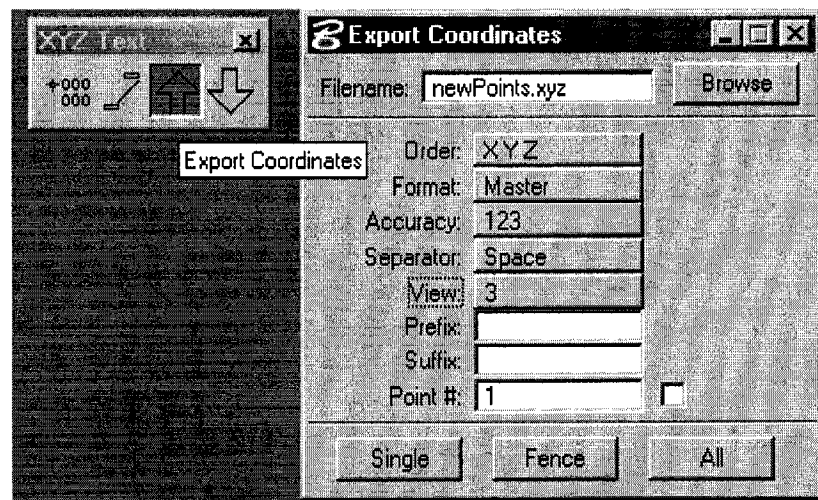 XYZ Text
+000
000
Export Coordinates
Export Coordinates
Filename: newPoints.xyz Browse
Order: XYZ
Format: Master
Accuracy: 123
Separator: Space
View: 3
Prefix:
Suffix:
Point #: 1
Single Fence All